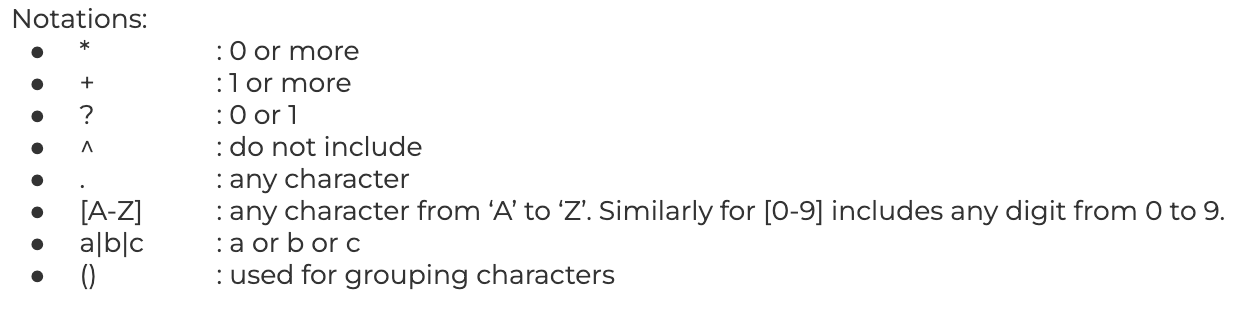 Notations:
● * : 0 or more
● + : 1 or more
● ? : 0 or 1
● ^ : do not include
● . : any character
● [A-Z] : any character from ‘A’ to ‘Z’. Similarly for [0-9] includes any digit from 0 to 9.
● a|b|c : a or b or c
● () : used for grouping characters